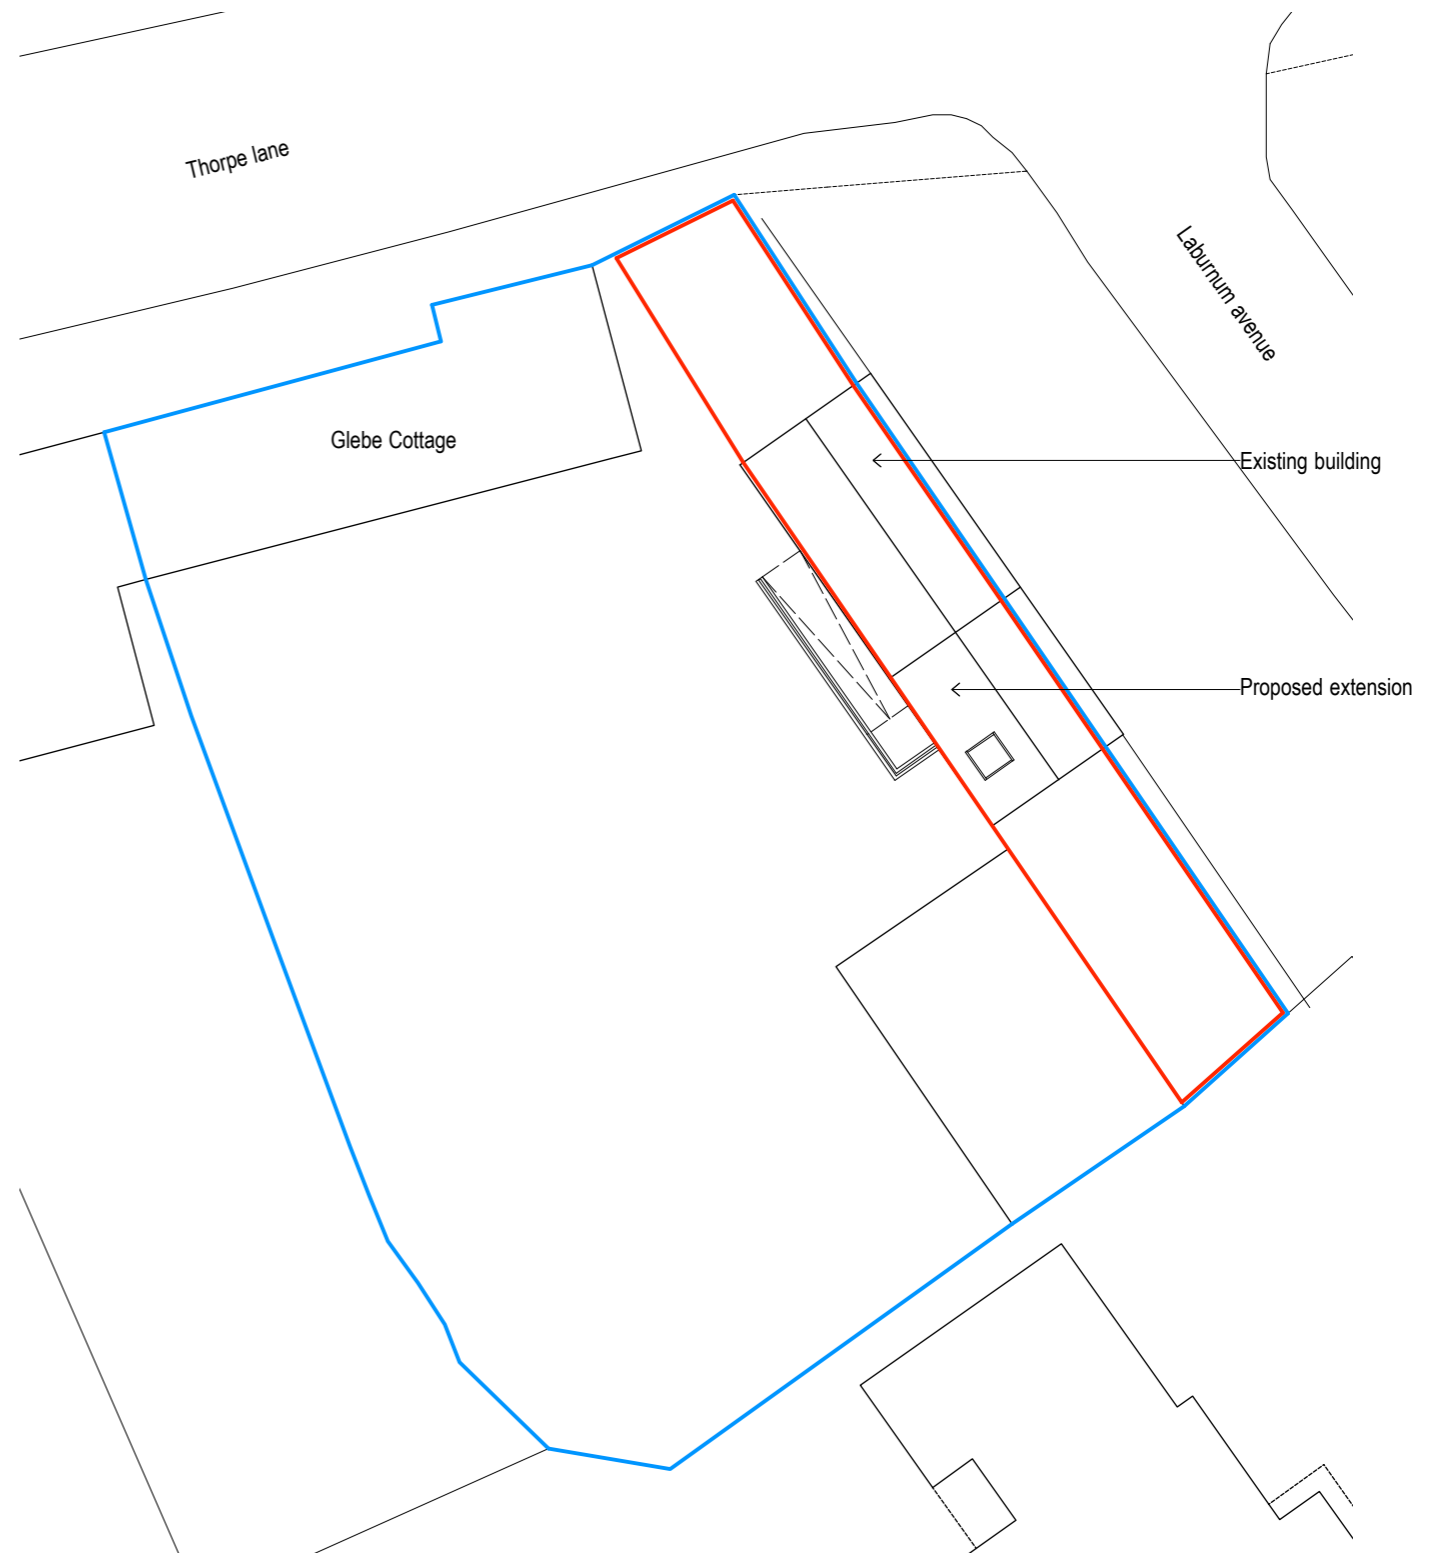 Thorpe lane
Laburnum avenue
Glebe Cottage
Existing building
Proposed extension